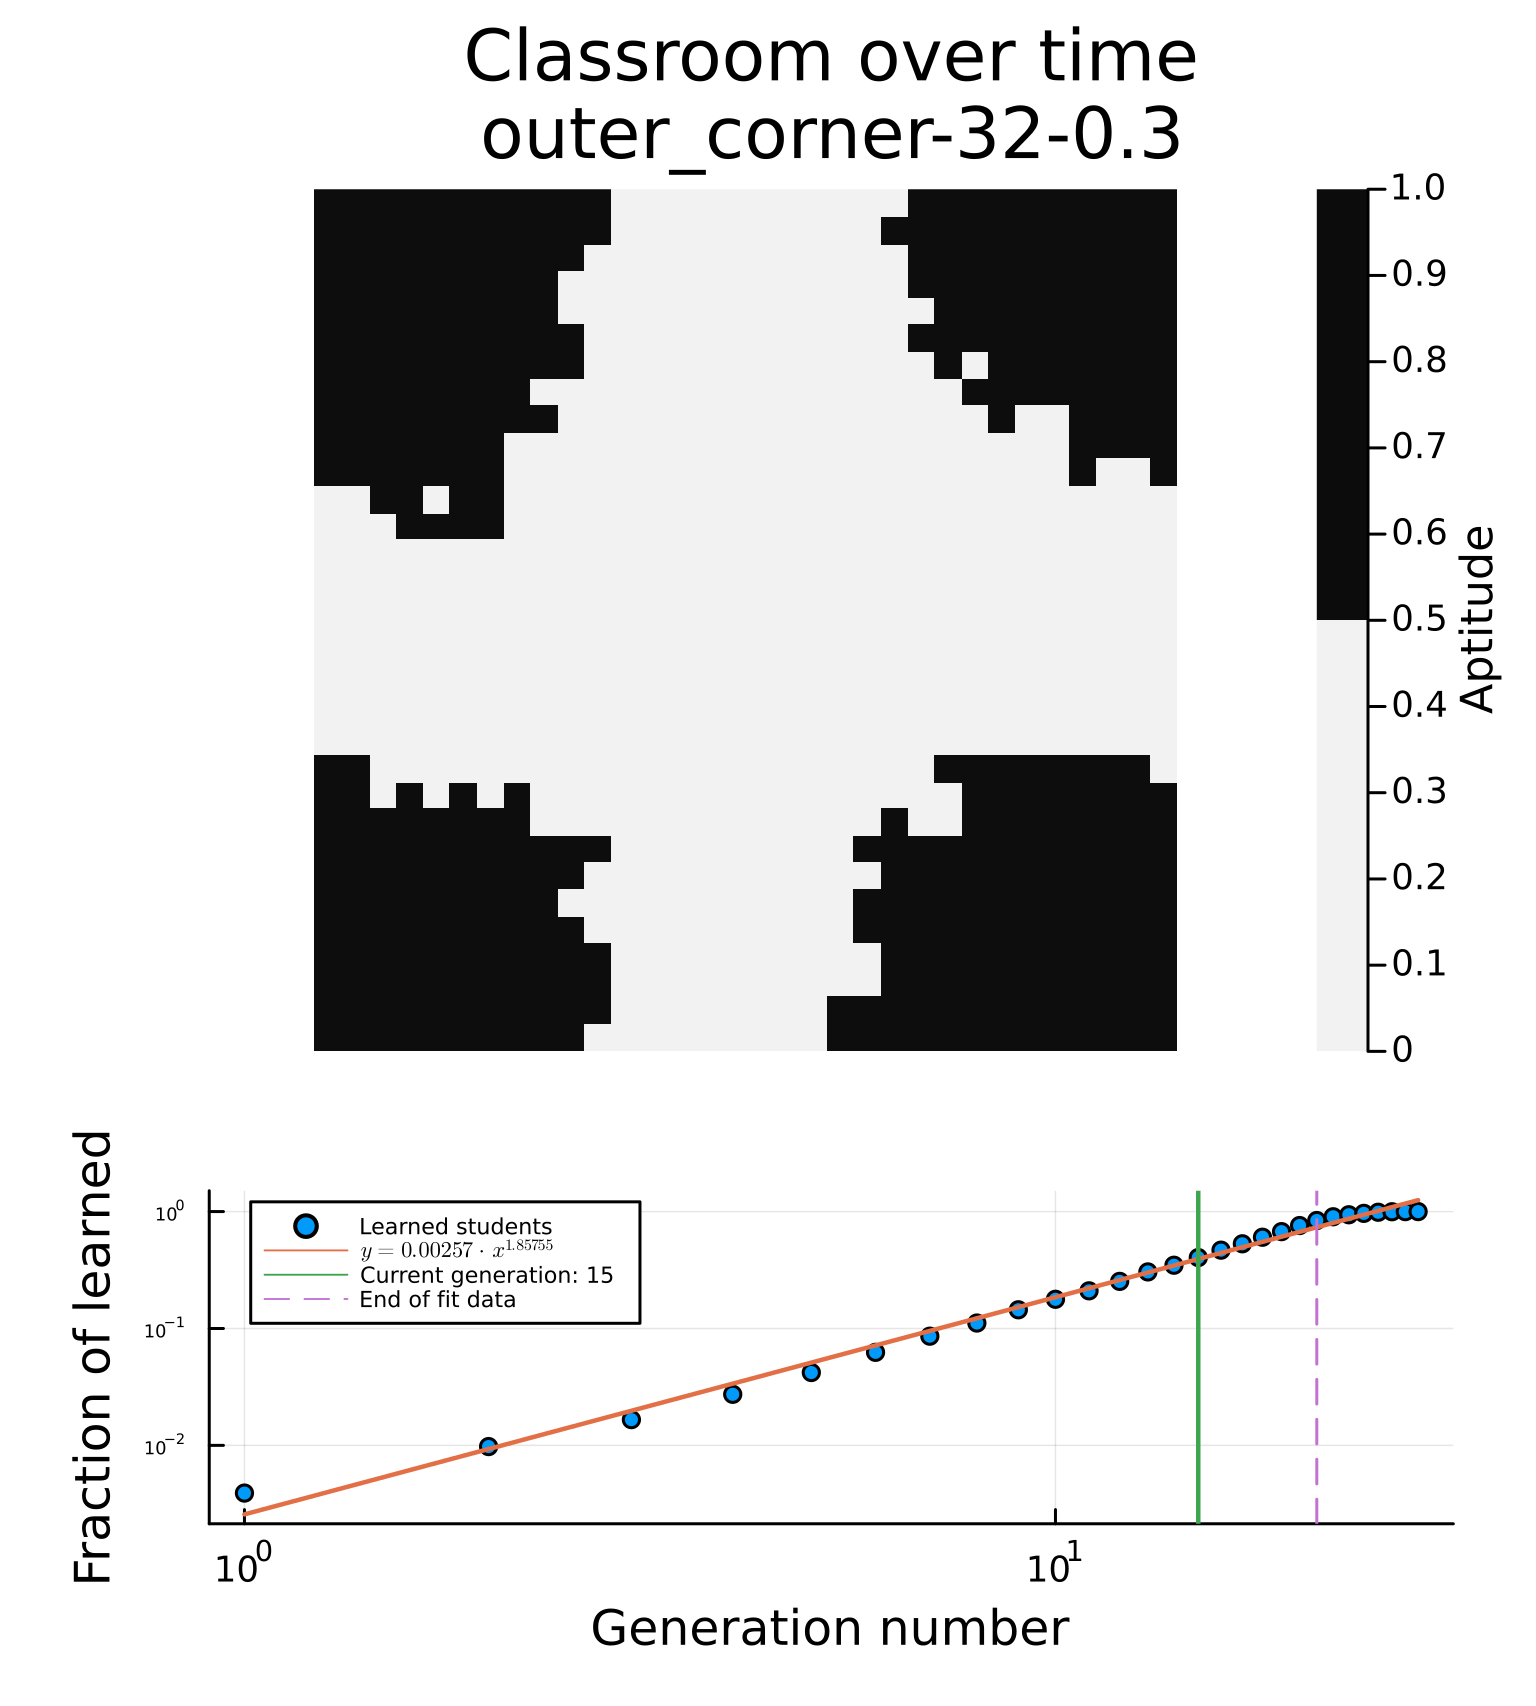 Classroom over time
outer_corner-32-0.3
1.0
0.9
0.8
0.7
0.6
0.5
0.4
0.3
0.2
0.1
0
Aptitude
Fraction of learned
10⁰
10⁻¹
10⁻²
Learned students
y = 0.00257 · x^1.85755
Current generation: 15
End of fit data
10⁰
10¹
Generation number